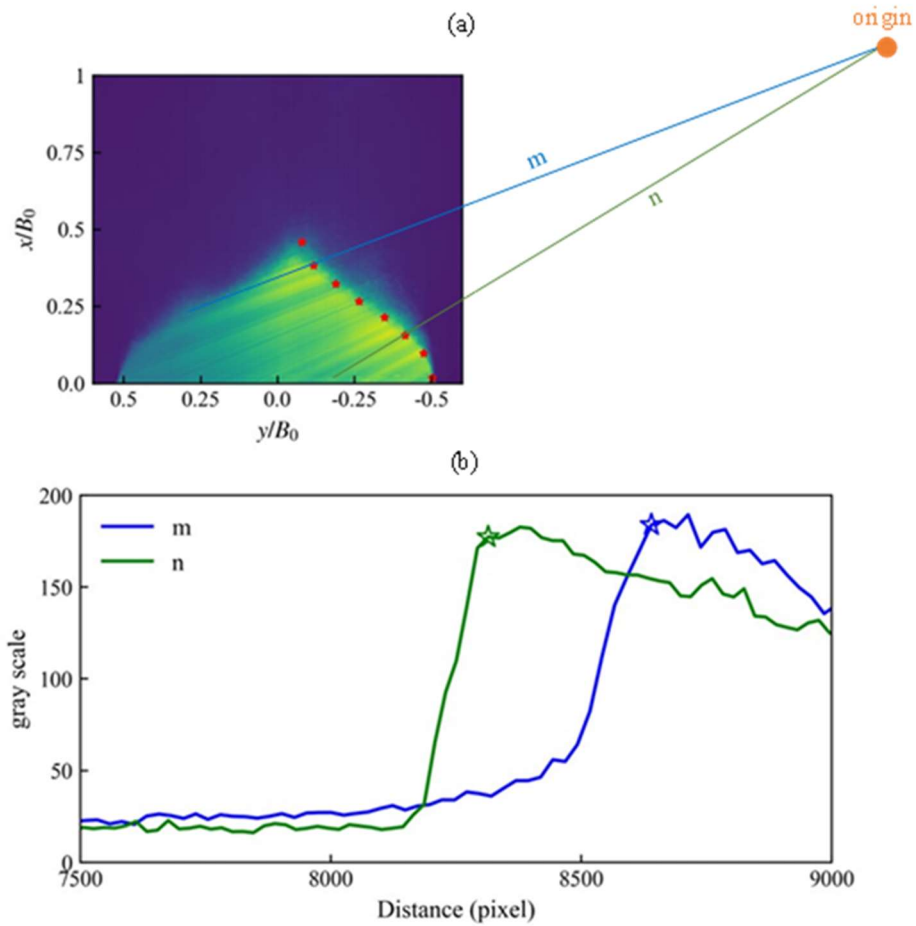 (a)
origin
m
n
1
0.75
0.5
0.25
0.0
x/B₀
0.5 0.25 0.0 -0.25 -0.5
y/B₀
(b)
200
150
100
50
0
gray scale
m
n
7500 8000 8500 9000
Distance (pixel)